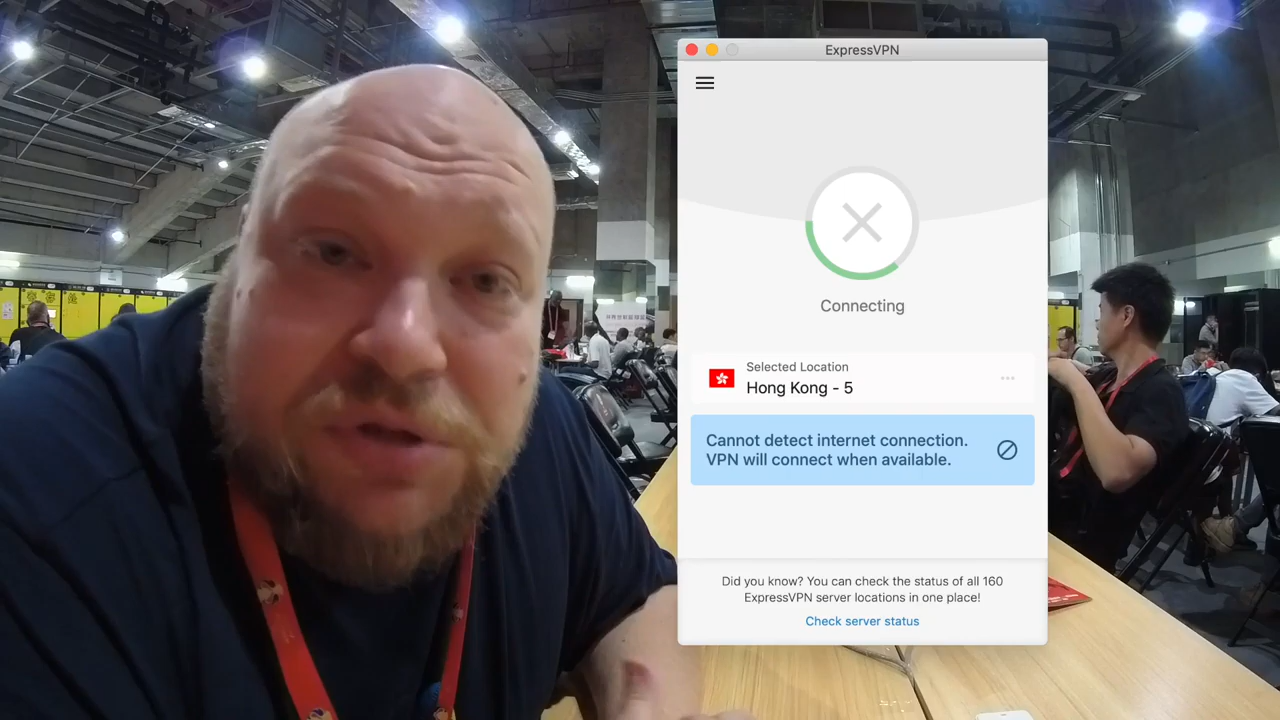 ExpressVPN
Connecting
Selected Location
Hong Kong - 5
Cannot detect internet connection.
VPN will connect when available.
Did you know? You can check the status of all 160
ExpressVPN server locations in one place!
Check server status